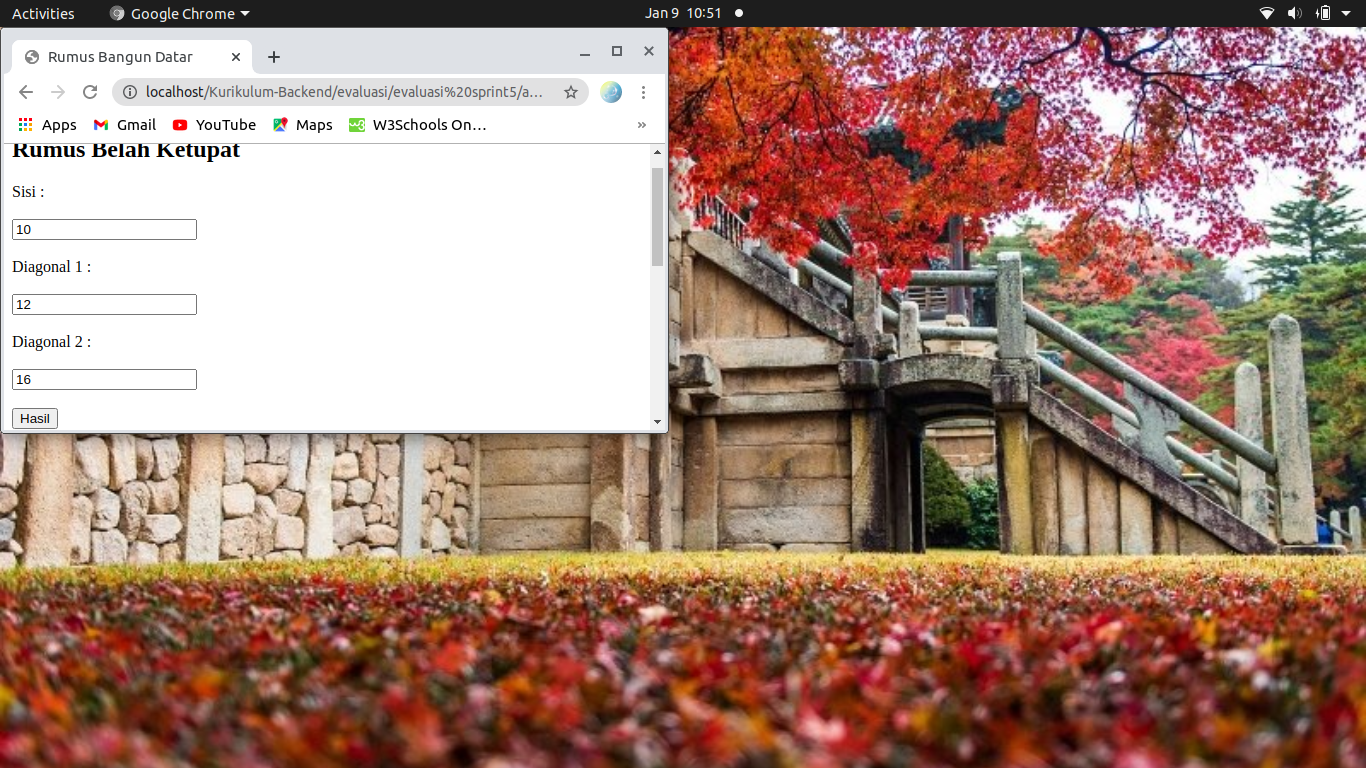 Activities Google Chrome Jan 9 10:51
Rumus Bangun Datar
localhost/Kurikulum-Backend/evaluasi/evaluasi%20sprint5/a...
Apps Gmail YouTube Maps W3Schools On... »
Rumus Belah Ketupat
Sisi :
10
Diagonal 1 :
12
Diagonal 2 :
16
Hasil